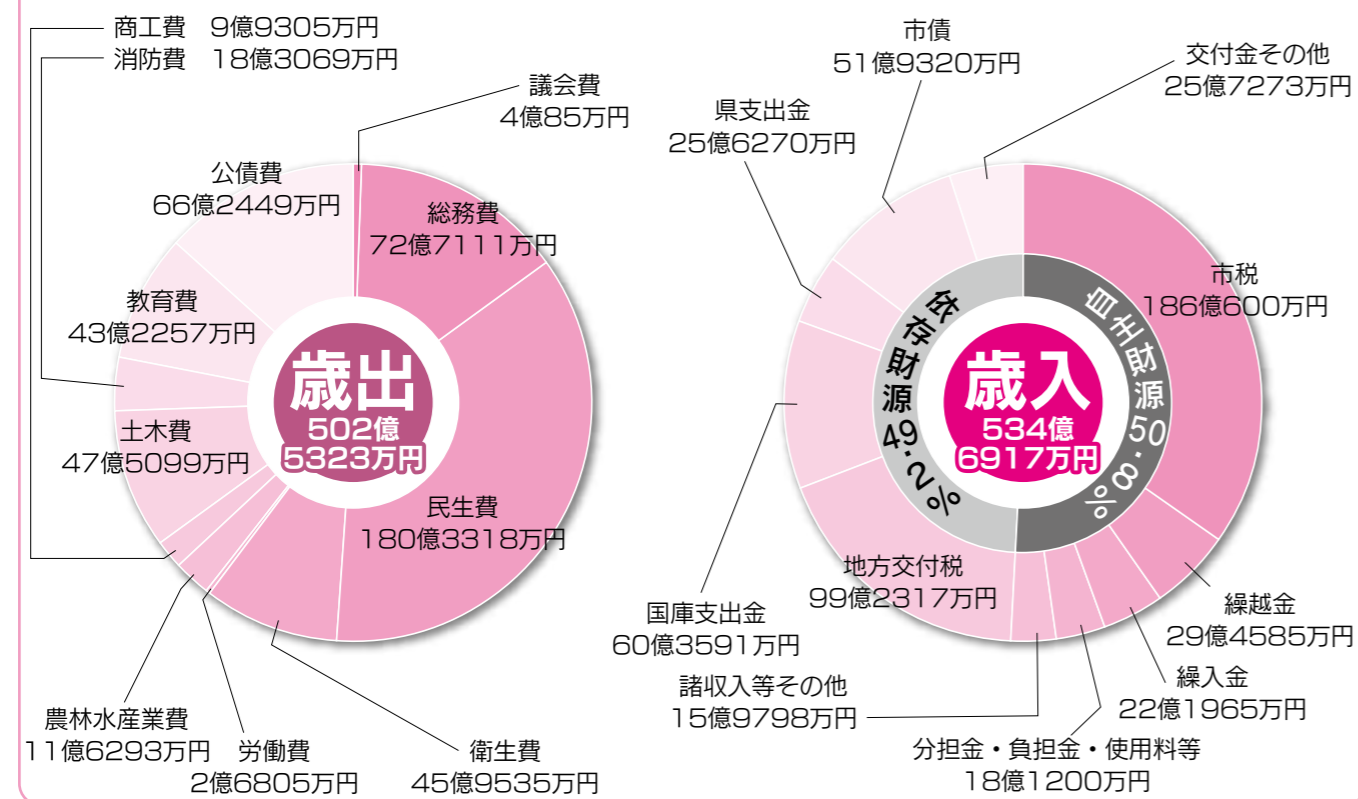 商工費　9億9305万円
消防費　18億3069万円
議会費
4億85万円
公債費
66億2449万円
総務費
72億7111万円
教育費
43億2257万円
歳出
502億
5323万円
土木費
47億5099万円
民生費
180億3318万円
農林水産業費
11億6293万円
労働費
2億6805万円
衛生費
45億9535万円
市債
51億9320万円
交付金その他
25億7273万円
県支出金
25億6270万円
市税
186億600万円
自主財源50.8%
依存財源49.2%
歳入
534億
6917万円
地方交付税
99億2317万円
国庫支出金
60億3591万円
繰越金
29億4585万円
諸収入等その他
15億9798万円
繰入金
22億1965万円
分担金・負担金・使用料等
18億1200万円